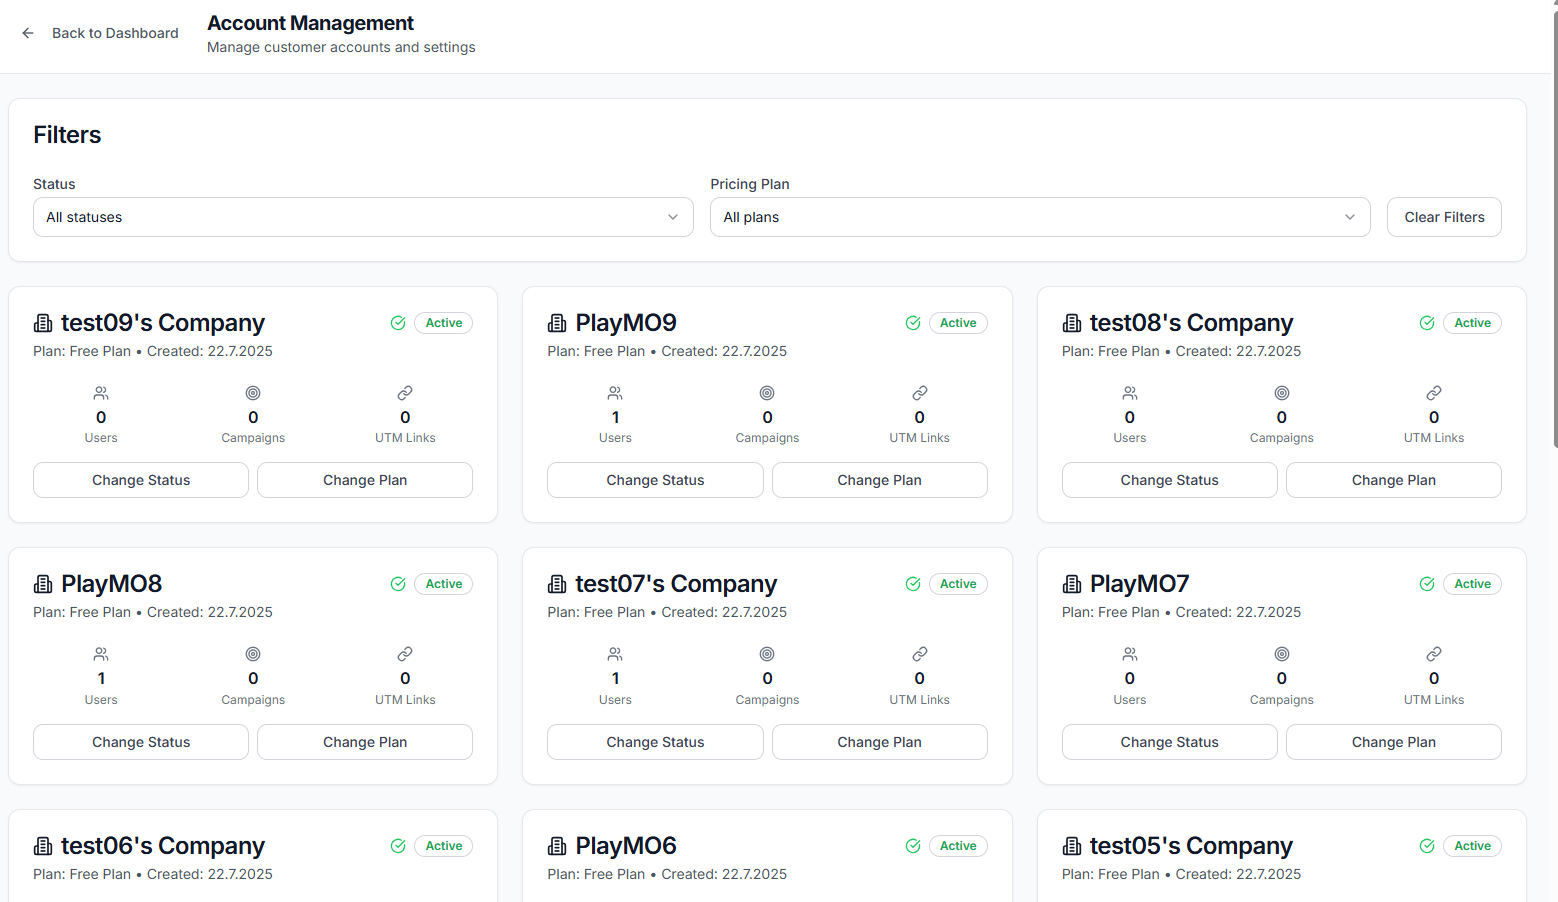 Back to Dashboard
Account Management
Manage customer accounts and settings
Filters
Status
All statuses
Pricing Plan
All plans
Clear Filters
test09's Company
Active
Plan: Free Plan • Created: 22.7.2025
0
Users
0
Campaigns
0
UTM Links
Change Status
Change Plan
PlayMO9
Active
Plan: Free Plan • Created: 22.7.2025
1
Users
0
Campaigns
0
UTM Links
Change Status
Change Plan
test08's Company
Active
Plan: Free Plan • Created: 22.7.2025
0
Users
0
Campaigns
0
UTM Links
Change Status
Change Plan
PlayMO8
Active
Plan: Free Plan • Created: 22.7.2025
1
Users
0
Campaigns
0
UTM Links
Change Status
Change Plan
test07's Company
Active
Plan: Free Plan • Created: 22.7.2025
1
Users
0
Campaigns
0
UTM Links
Change Status
Change Plan
PlayMO7
Active
Plan: Free Plan • Created: 22.7.2025
0
Users
0
Campaigns
0
UTM Links
Change Status
Change Plan
test06's Company
Active
Plan: Free Plan • Created: 22.7.2025
PlayMO6
Active
Plan: Free Plan • Created: 22.7.2025
test05's Company
Active
Plan: Free Plan • Created: 22.7.2025